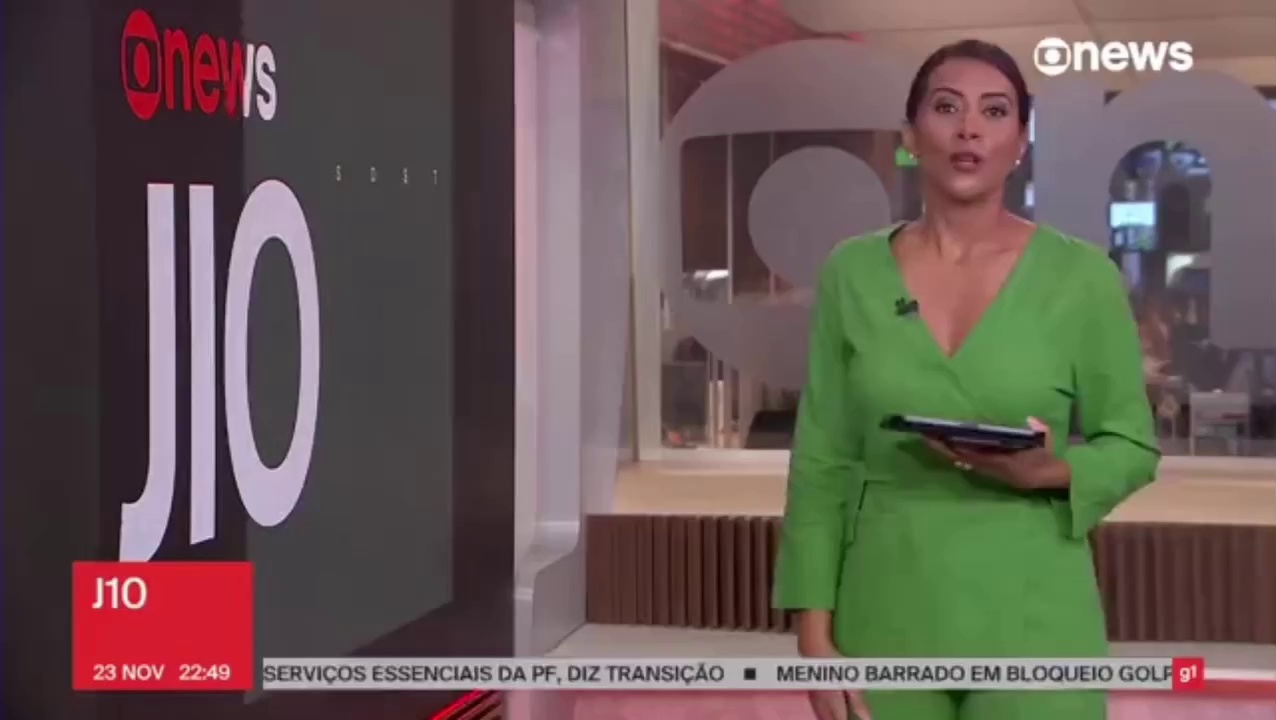 news
news
S D S T
J10
J10
23 NOV 22:49
SERVIÇOS ESSENCIAIS DA PF, DIZ TRANSIÇÃO ■ MENINO BARRADO EM BLOQUEIO GOLP
g1